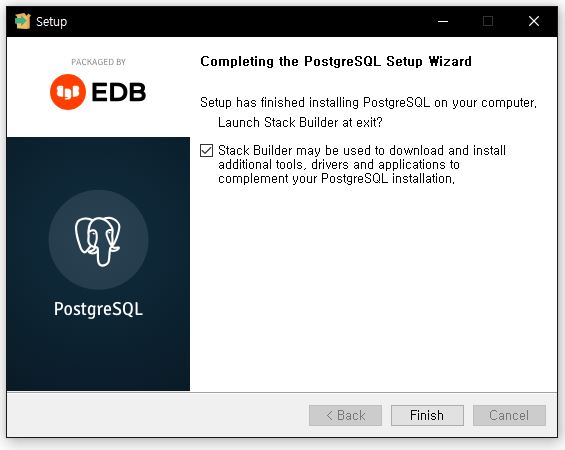 Setup
PACKAGED BY
EDB
Completing the PostgreSQL Setup Wizard
Setup has finished installing PostgreSQL on your computer.
Launch Stack Builder at exit?
Stack Builder may be used to download and install
additional tools, drivers and applications to
complement your PostgreSQL installation.
PostgreSQL
< Back
Finish
Cancel